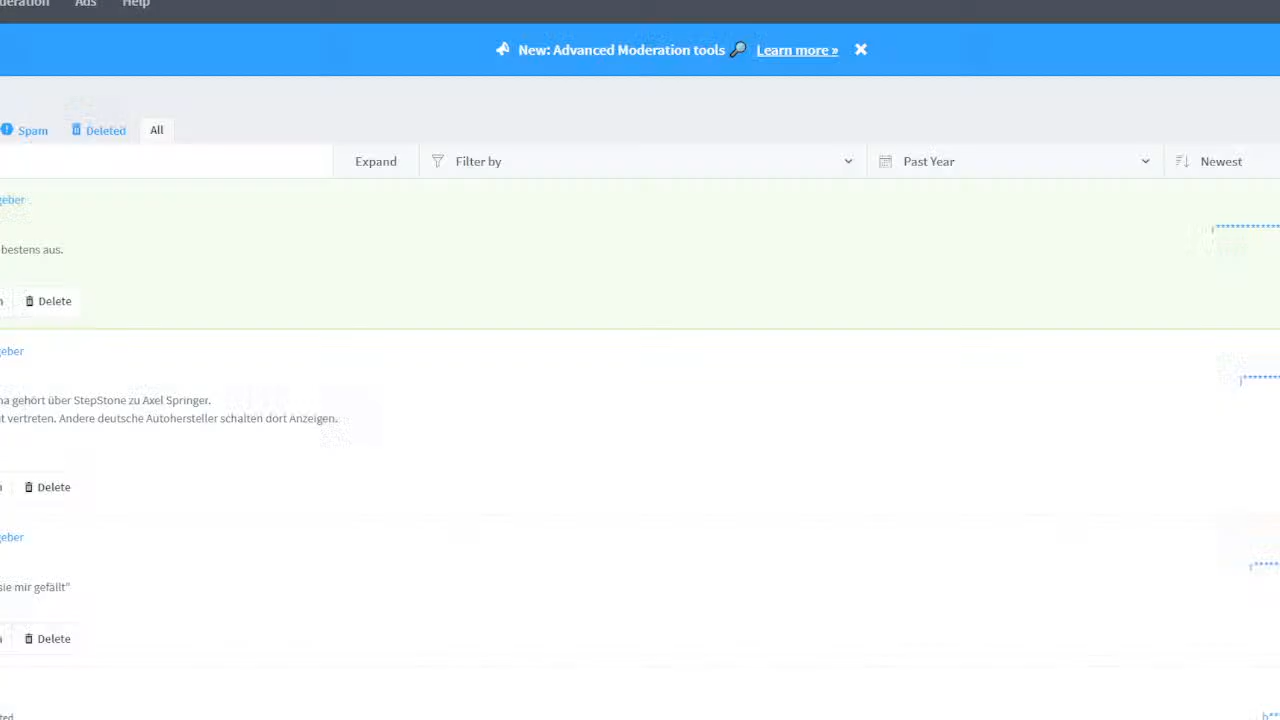 Ads Help
New: Advanced Moderation tools Learn more »
Spam Deleted All
Expand Filter by Past Year Newest
bestens aus.
Delete
gehört über StepStone zu Axel Springer.
vertreten. Andere deutsche Autohersteller schalten dort Anzeigen.
Delete
sie mir gefällt"
Delete